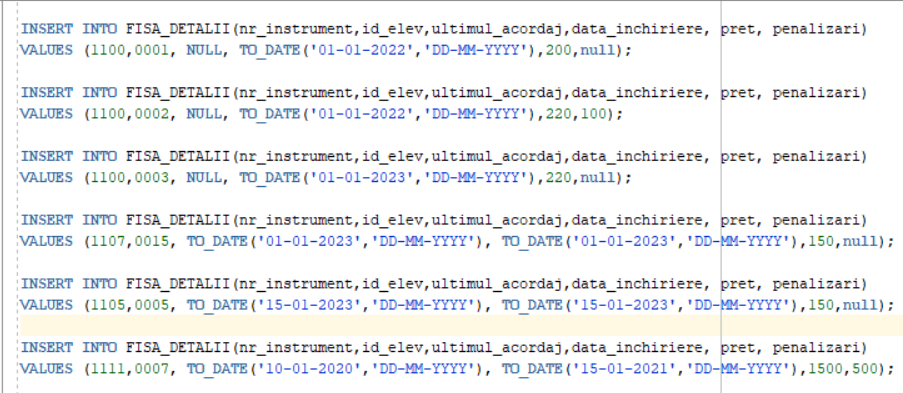 INSERT INTO FISA_DETALII(nr_instrument,id_elev,ultimul_acordaj,data_inchiriere, pret, penalizari)
VALUES (1100,0001, NULL, TO_DATE('01-01-2022','DD-MM-YYYY'),200,null);
INSERT INTO FISA_DETALII(nr_instrument,id_elev,ultimul_acordaj,data_inchiriere, pret, penalizari)
VALUES (1100,0002, NULL, TO_DATE('01-01-2022','DD-MM-YYYY'),220,100);
INSERT INTO FISA_DETALII(nr_instrument,id_elev,ultimul_acordaj,data_inchiriere, pret, penalizari)
VALUES (1100,0003, NULL, TO_DATE('01-01-2023','DD-MM-YYYY'),220,null);
INSERT INTO FISA_DETALII(nr_instrument,id_elev,ultimul_acordaj,data_inchiriere, pret, penalizari)
VALUES (1107,0015, TO_DATE('01-01-2023','DD-MM-YYYY'), TO_DATE('01-01-2023','DD-MM-YYYY'),150,null);
INSERT INTO FISA_DETALII(nr_instrument,id_elev,ultimul_acordaj,data_inchiriere, pret, penalizari)
VALUES (1105,0005, TO_DATE('15-01-2023','DD-MM-YYYY'), TO_DATE('15-01-2023','DD-MM-YYYY'),150,null);
INSERT INTO FISA_DETALII(nr_instrument,id_elev,ultimul_acordaj,data_inchiriere, pret, penalizari)
VALUES (1111,0007, TO_DATE('10-01-2020','DD-MM-YYYY'), TO_DATE('15-01-2021','DD-MM-YYYY'),1500,500);